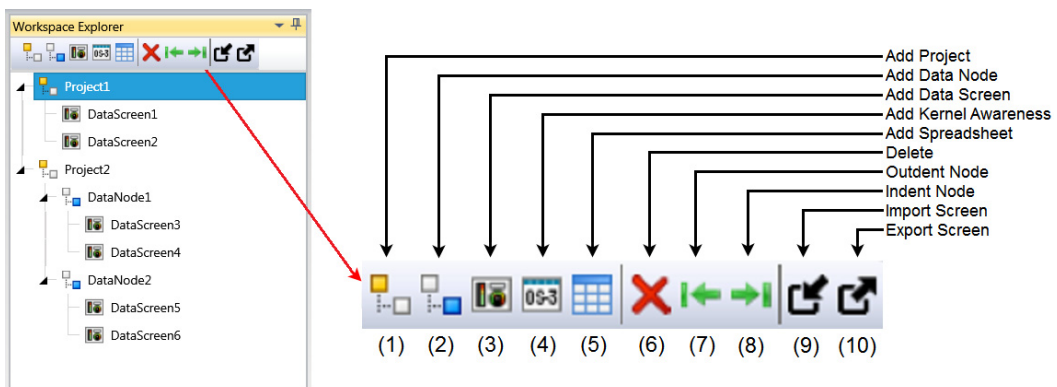 Workspace Explorer
OS-3
Project1
DataScreen1
DataScreen2
Project2
DataNode1
DataScreen3
DataScreen4
DataNode2
DataScreen5
DataScreen6
Add Project
Add Data Node
Add Data Screen
Add Kernel Awareness
Add Spreadsheet
Delete
Outdent Node
Indent Node
Import Screen
Export Screen
OS-3
(1) (2) (3) (4) (5) (6) (7) (8) (9) (10)